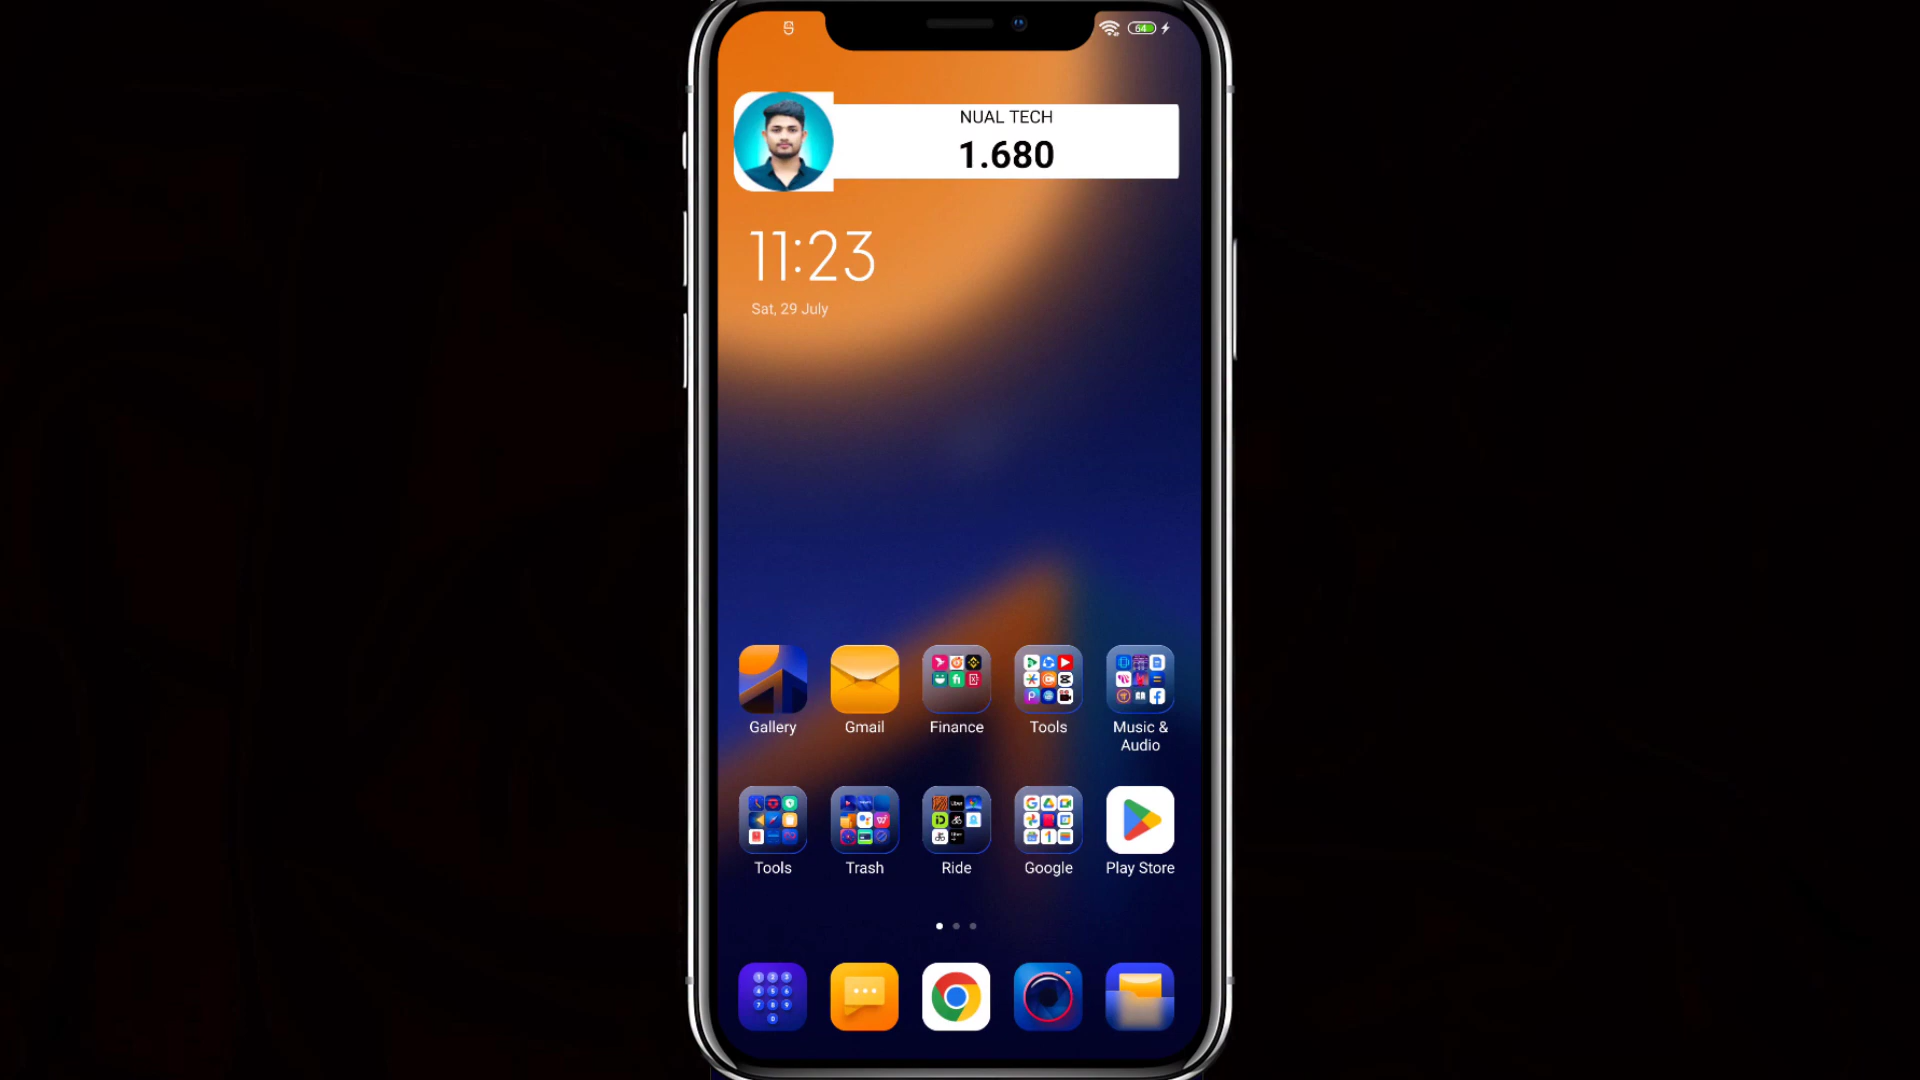 64
NUAL TECH
1.680
11:23
Sat, 29 July
Gallery
Gmail
Finance
Tools
Music &
Audio
Tools
Trash
Ride
Google
Play Store